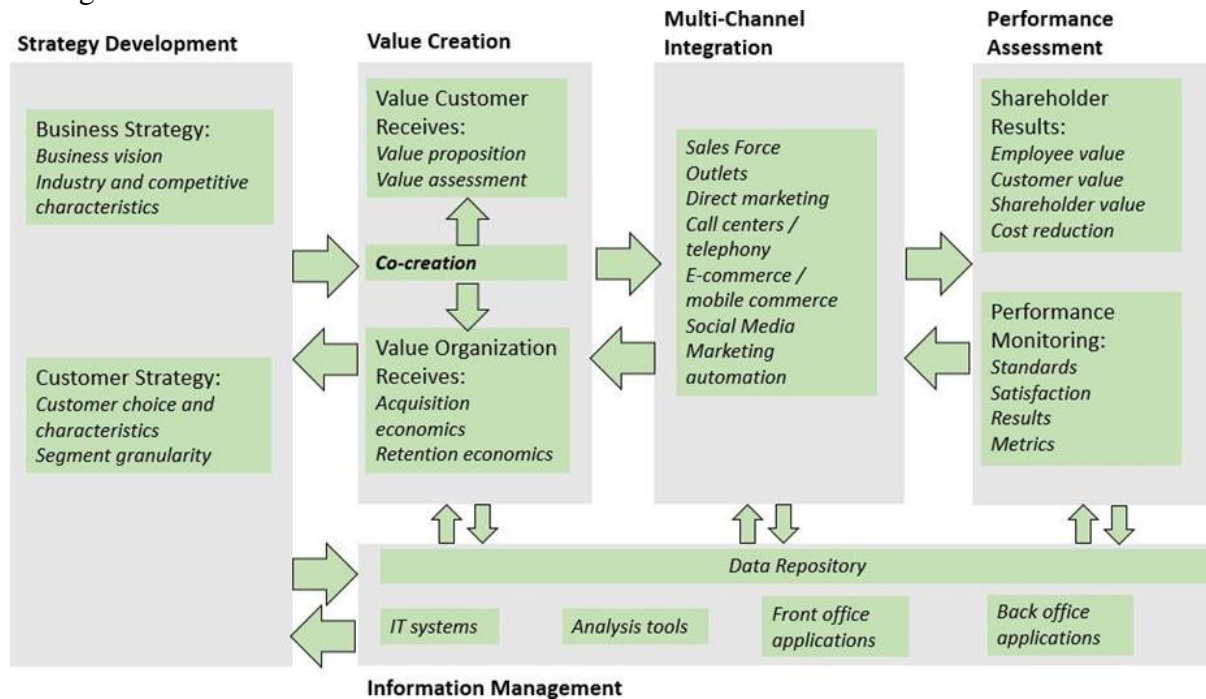 Strategy Development
Business Strategy:
Business vision
Industry and competitive
characteristics
Customer Strategy:
Customer choice and
characteristics
Segment granularity
Value Creation
Value Customer
Receives:
Value proposition
Value assessment
Co-creation
Value Organization
Receives:
Acquisition
economics
Retention economics
Multi-Channel
Integration
Sales Force
Outlets
Direct marketing
Call centers /
telephony
E-commerce /
mobile commerce
Social Media
Marketing
automation
Performance
Assessment
Shareholder
Results:
Employee value
Customer value
Shareholder value
Cost reduction
Performance
Monitoring:
Standards
Satisfaction
Results
Metrics
Data Repository
IT systems
Analysis tools
Front office
applications
Back office
applications
Information Management